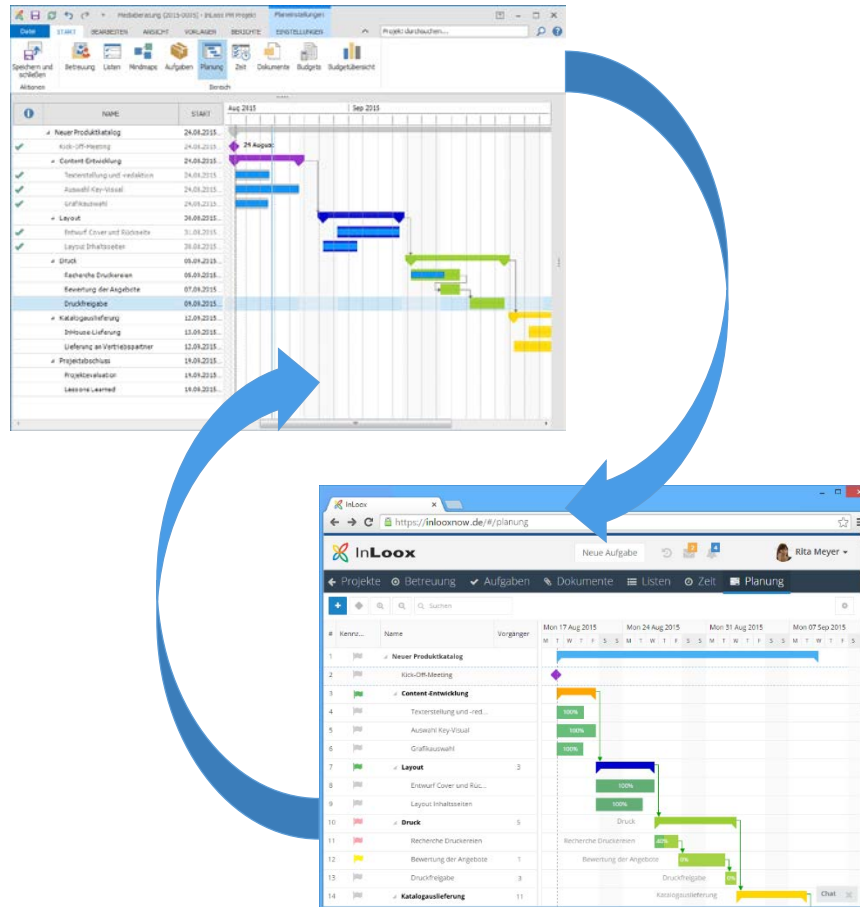 Mediaberatung (2015-0005) - InLoox PM Projekt
Planeinstellungen
Datei START BEARBEITEN ANSICHT VORLAGEN BERICHTE EINSTELLUNGEN
Projekt durchsuchen...
Speichern und schließen
Betreuung Listen Mindmaps Aufgaben Planung Zeit Dokumente Budgets Budgetübersicht
Aktionen Bereich
NAME START Aug 2015 Sep 2015
Neuer Produktkatalog 24.08.2015...
Kick-Off-Meeting 24.08.2015... 24 August
Content-Entwicklung 24.08.2015...
Texterstellung und -redaktion 24.08.2015...
Auswahl Key-Visual 24.08.2015...
Grafikauswahl 24.08.2015...
Layout 30.08.2015...
Entwurf Cover und Rückseite 31.08.2015...
Layout Inhaltsseiten 30.08.2015...
Druck 05.09.2015...
Recherche Druckereien 05.09.2015...
Bewertung der Angebote 07.09.2015...
Druckfreigabe 09.09.2015...
Katalogauslieferung 12.09.2015...
InHouse-Lieferung 13.09.2015...
Lieferung an Vertriebspartner 12.09.2015...
Projektabschluss 19.09.2015...
Projektevaluation 19.09.2015...
Lessons Learned 19.09.2015...
InLoox
https://inlooxnow.de/#/planung
InLoox Neue Aufgabe 2 4 Rita Meyer
Projekte Betreuung Aufgaben Dokumente Listen Zeit Planung
Suchen
# Kennz... Name Vorgänger Mon 17 Aug 2015 Mon 24 Aug 2015 Mon 31 Aug 2015 Mon 07 Sep 2015
M T W T F S S M T W T F S S M T W T F S S M T W T F S
1 Neuer Produktkatalog
2 Kick-Off-Meeting
3 Content-Entwicklung
4 Texterstellung und -red... 100%
5 Auswahl Key-Visual 100%
6 Grafikauswahl 100%
7 Layout 3
8 Entwurf Cover und Rüc... 100%
9 Layout Inhaltsseiten 100%
10 Druck 5 Druck
11 Recherche Druckereien Recherche Druckereien 40%
12 Bewertung der Angebote 1 Bewertung der Angebote 0%
13 Druckfreigabe 3 Druckfreigabe 0%
14 Katalogauslieferung 11 Katalogauslieferung Chat